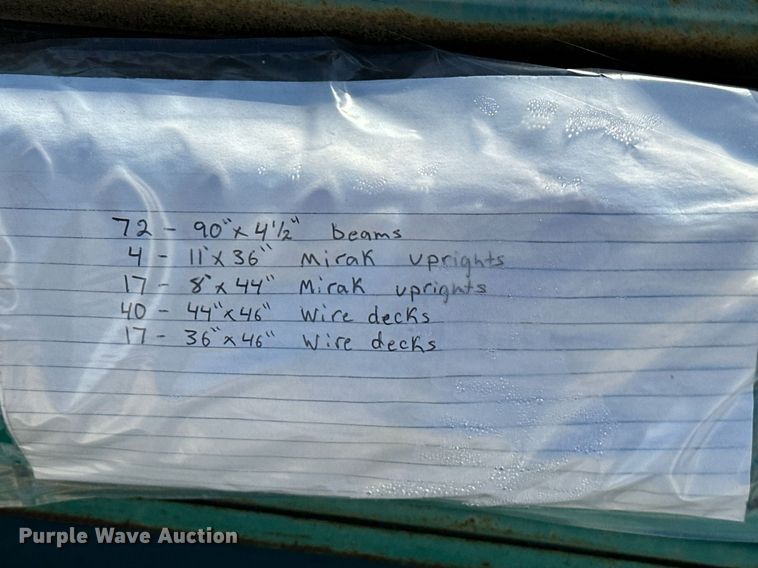 72 - 90" x 4 1/2" beams
4 - 11' x 36" Mirak uprights
17 - 8' x 44" Mirak uprights
40 - 44" x 46" Wire decks
17 - 36" x 46" Wire decks
Purple Wave Auction